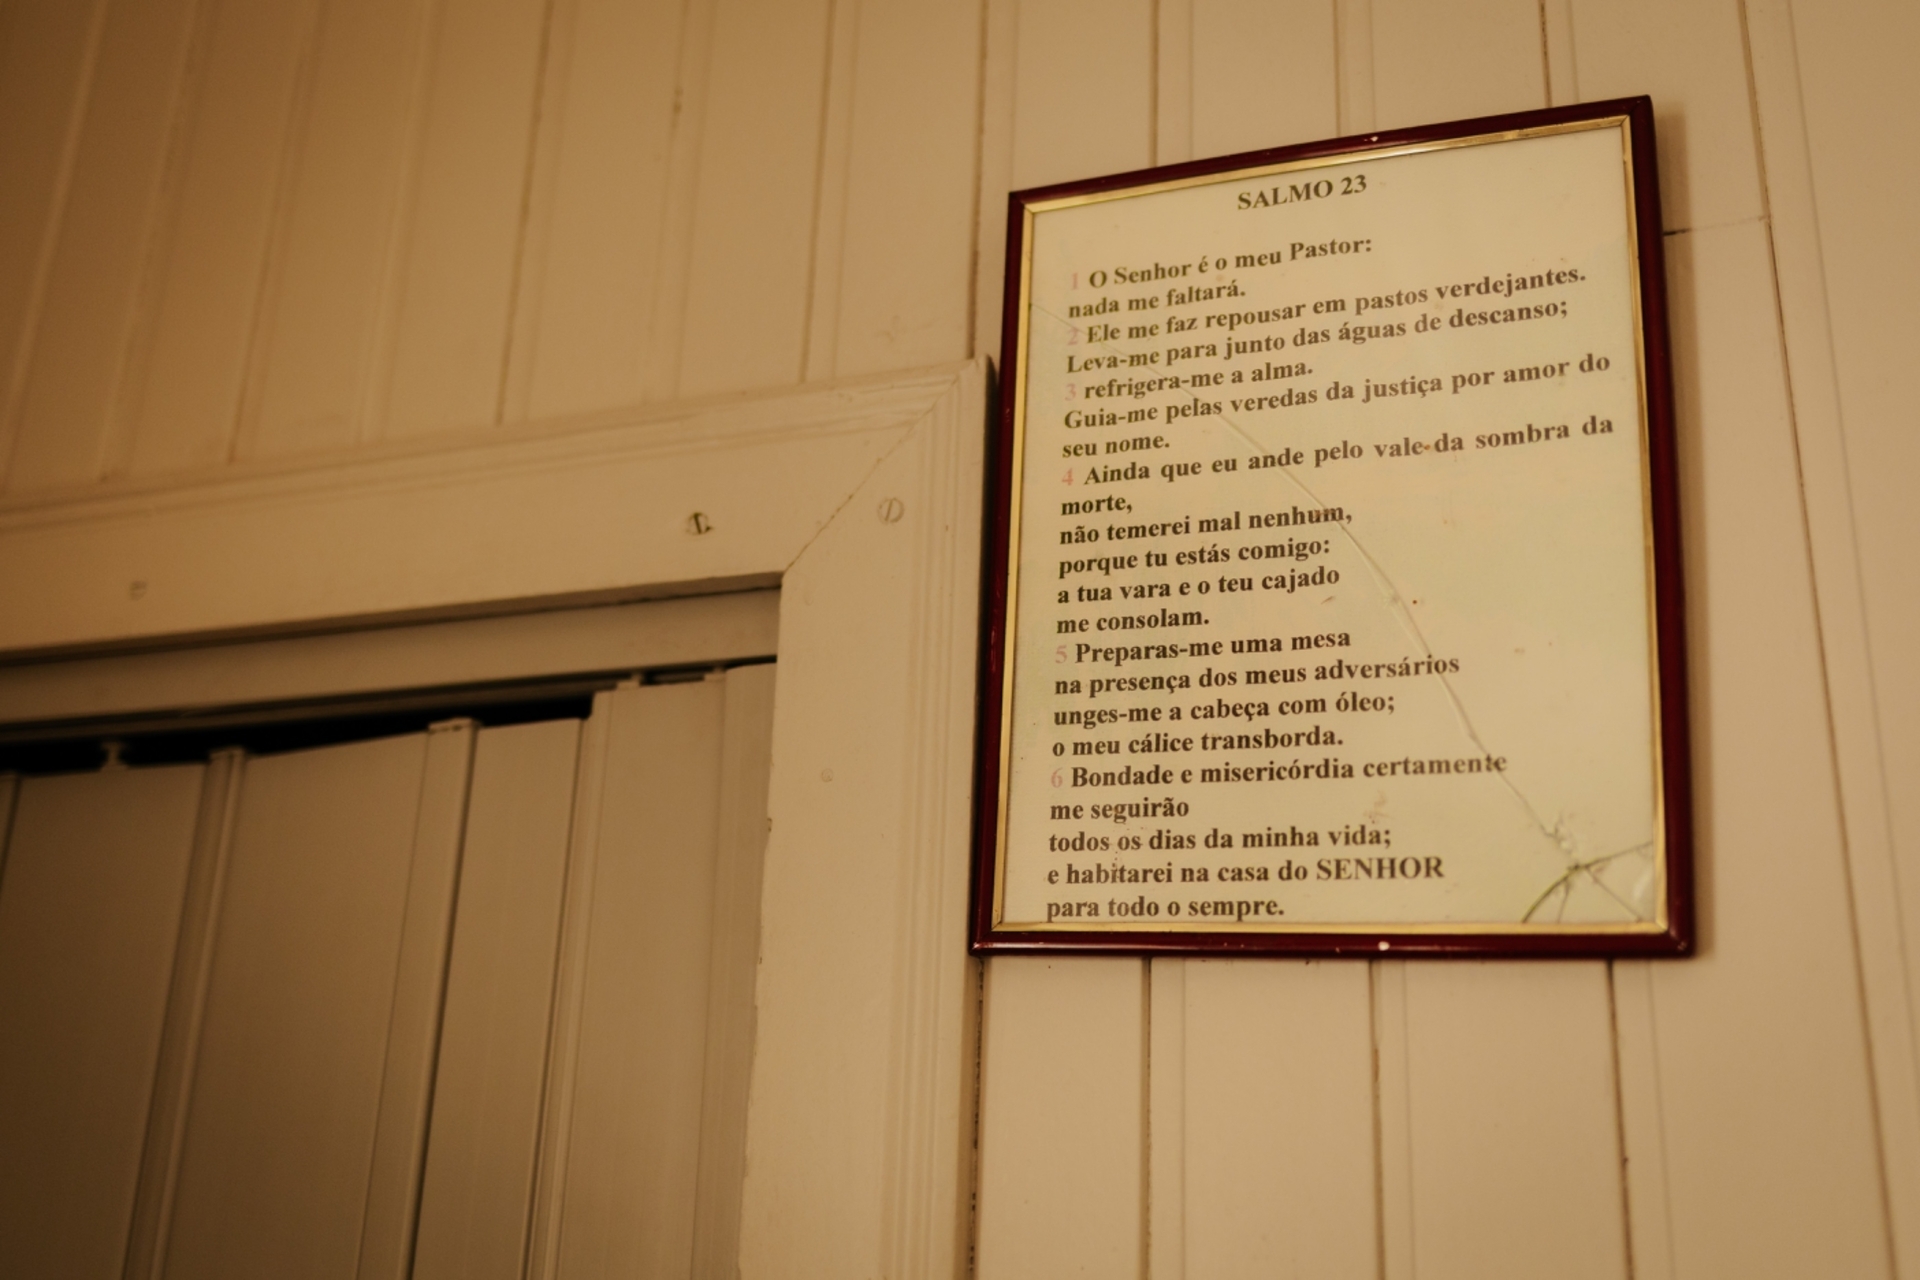 SALMO 23
1 O Senhor é o meu Pastor:
nada me faltará.
2 Ele me faz repousar em pastos verdejantes.
Leva-me para junto das águas de descanso;
3 refrigera-me a alma.
Guia-me pelas veredas da justiça por amor do
seu nome.
4 Ainda que eu ande pelo vale da sombra da
morte,
não temerei mal nenhum,
porque tu estás comigo:
a tua vara e o teu cajado
me consolam.
5 Preparas-me uma mesa
na presença dos meus adversários
unges-me a cabeça com óleo;
o meu cálice transborda.
6 Bondade e misericórdia certamente
me seguirão
todos os dias da minha vida;
e habitarei na casa do SENHOR
para todo o sempre.